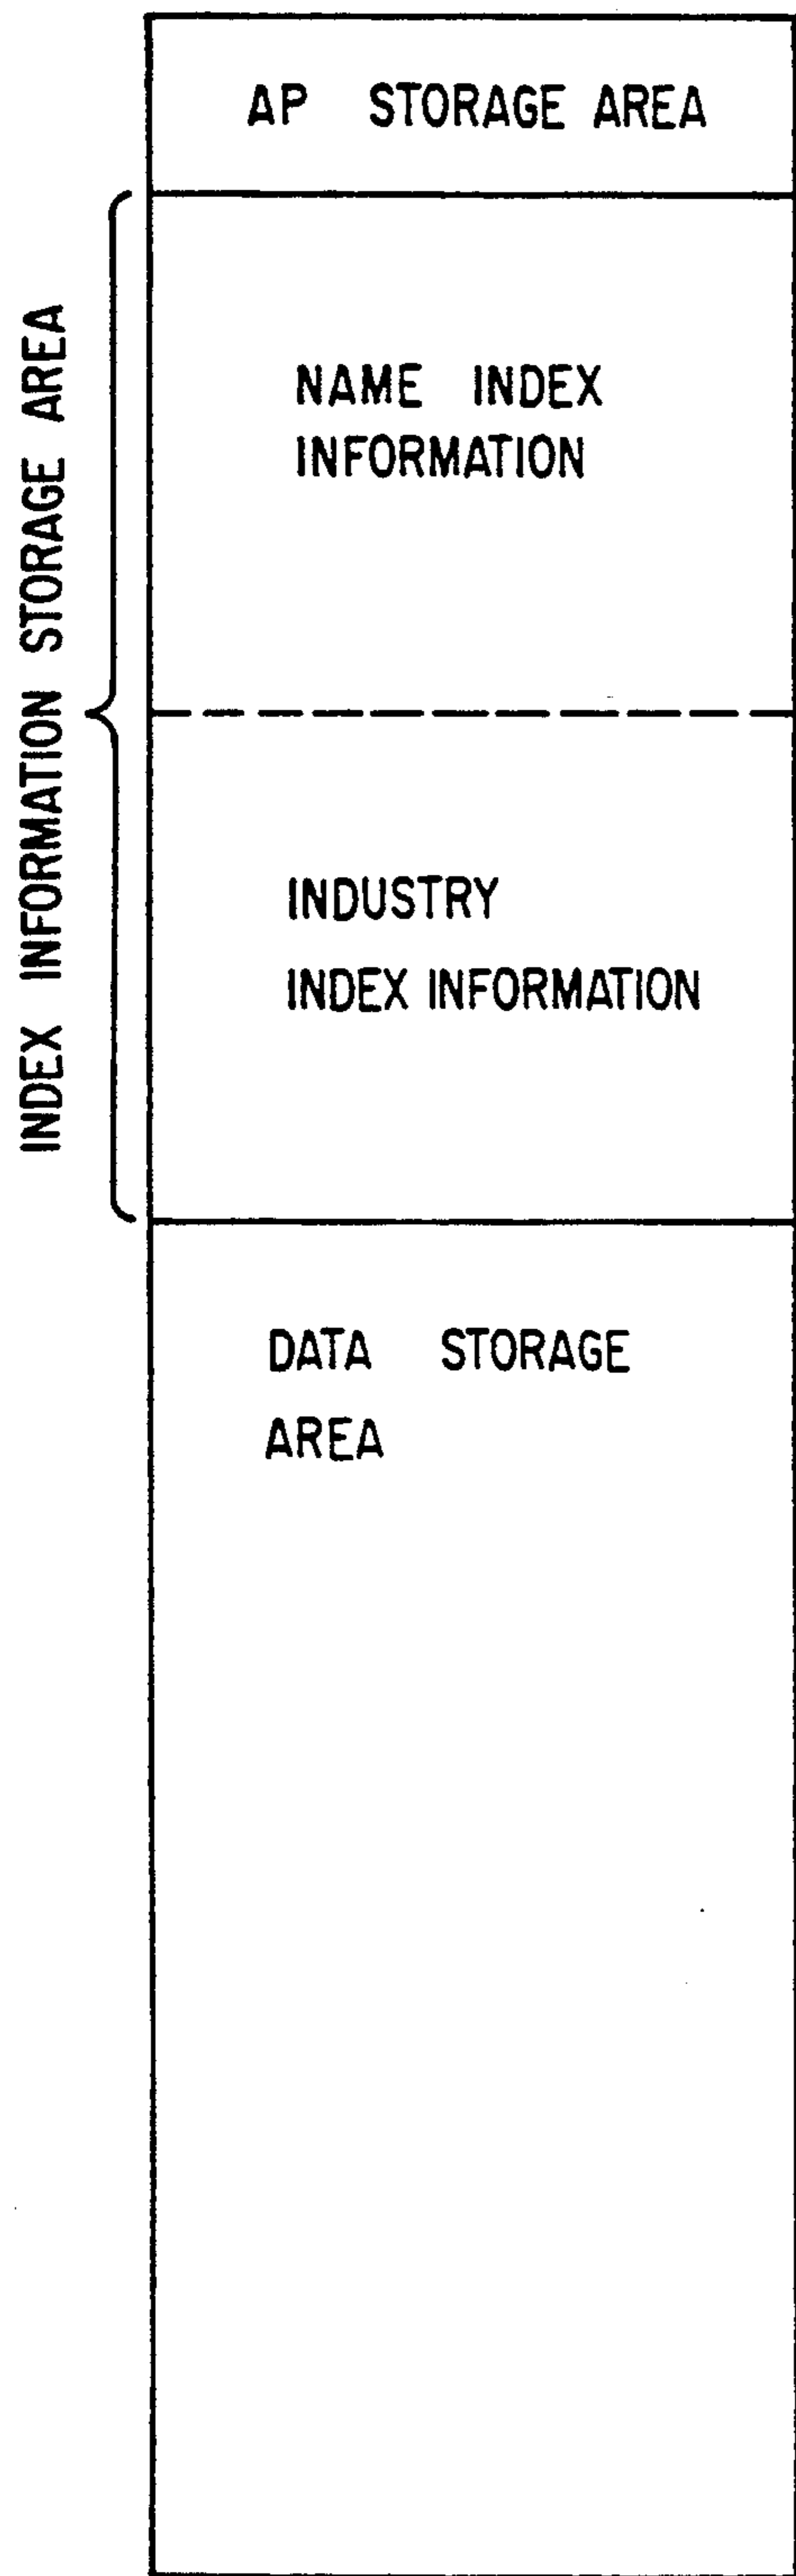 AP STORAGE AREA
INDEX INFORMATION STORAGE AREA
NAME INDEX
INFORMATION
INDUSTRY
INDEX INFORMATION
DATA STORAGE
AREA